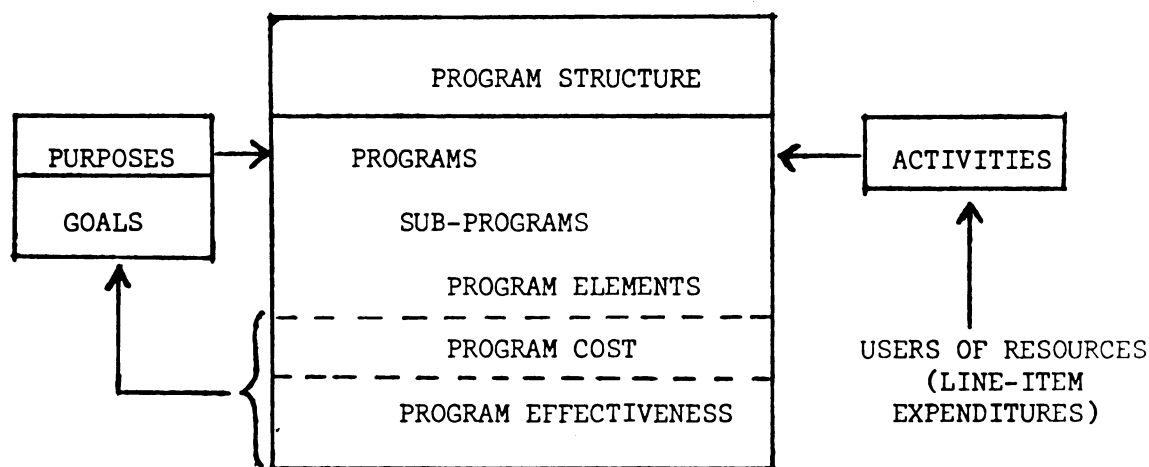 PROGRAM STRUCTURE
PURPOSES
GOALS
PROGRAMS
SUB-PROGRAMS
PROGRAM ELEMENTS
PROGRAM COST
PROGRAM EFFECTIVENESS
ACTIVITIES
USERS OF RESOURCES
(LINE-ITEM
EXPENDITURES)